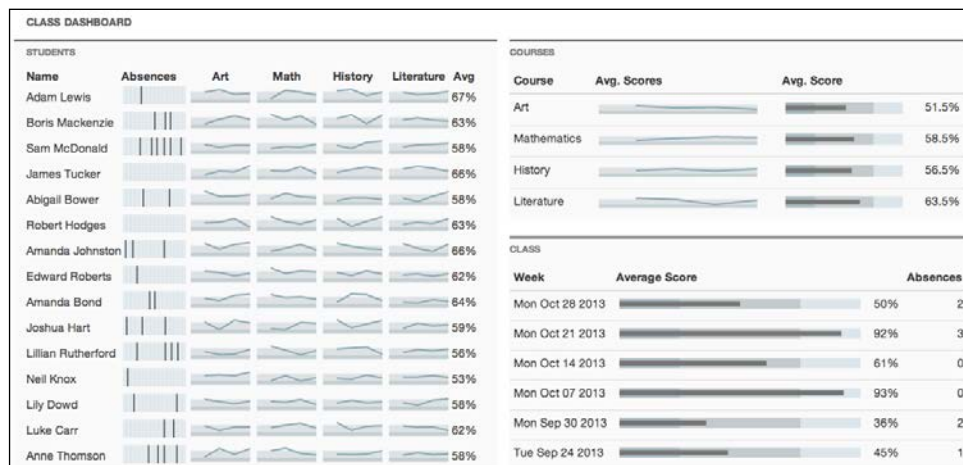 CLASS DASHBOARD
STUDENTS
Name Absences Art Math History Literature Avg
Adam Lewis 67%
Boris Mackenzie 63%
Sam McDonald 58%
James Tucker 66%
Abigail Bower 58%
Robert Hodges 63%
Amanda Johnston 66%
Edward Roberts 62%
Amanda Bond 64%
Joshua Hart 59%
Lillian Rutherford 56%
Neil Knox 53%
Lily Dowd 58%
Luke Carr 62%
Anne Thomson 58%
COURSES
Course Avg. Scores Avg. Score
Art 51.5%
Mathematics 58.5%
History 56.5%
Literature 63.5%
CLASS
Week Average Score Absences
Mon Oct 28 2013 50% 2
Mon Oct 21 2013 92% 3
Mon Oct 14 2013 61% 0
Mon Oct 07 2013 93% 0
Mon Sep 30 2013 36% 2
Tue Sep 24 2013 45% 1